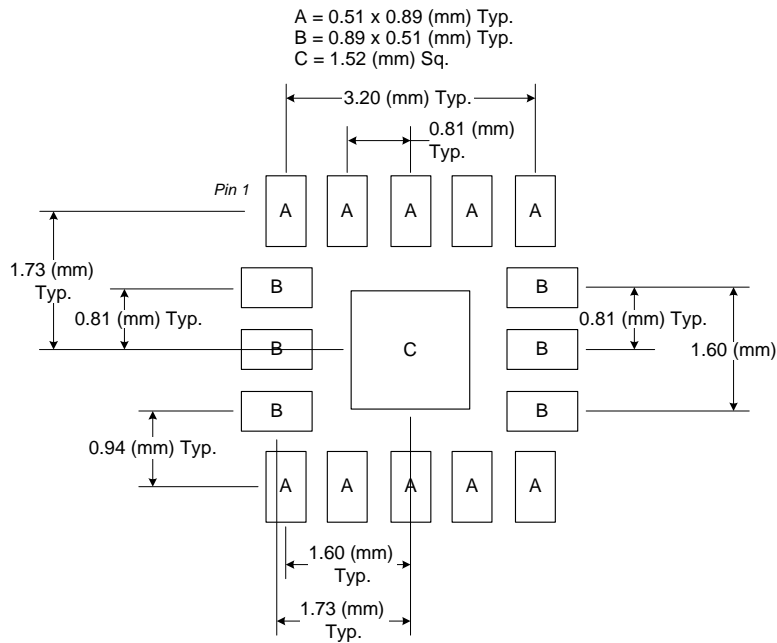 A = 0.51 x 0.89 (mm) Typ.
B = 0.89 x 0.51 (mm) Typ.
C = 1.52 (mm) Sq.
3.20 (mm) Typ.
0.81 (mm)
Typ.
Pin 1
A
A
A
A
A
1.73 (mm)
Typ.
B
B
0.81 (mm) Typ.
0.81 (mm) Typ.
B
C
B
1.60 (mm)
B
B
0.94 (mm) Typ.
A
A
A
A
A
1.60 (mm)
Typ.
1.73 (mm)
Typ.